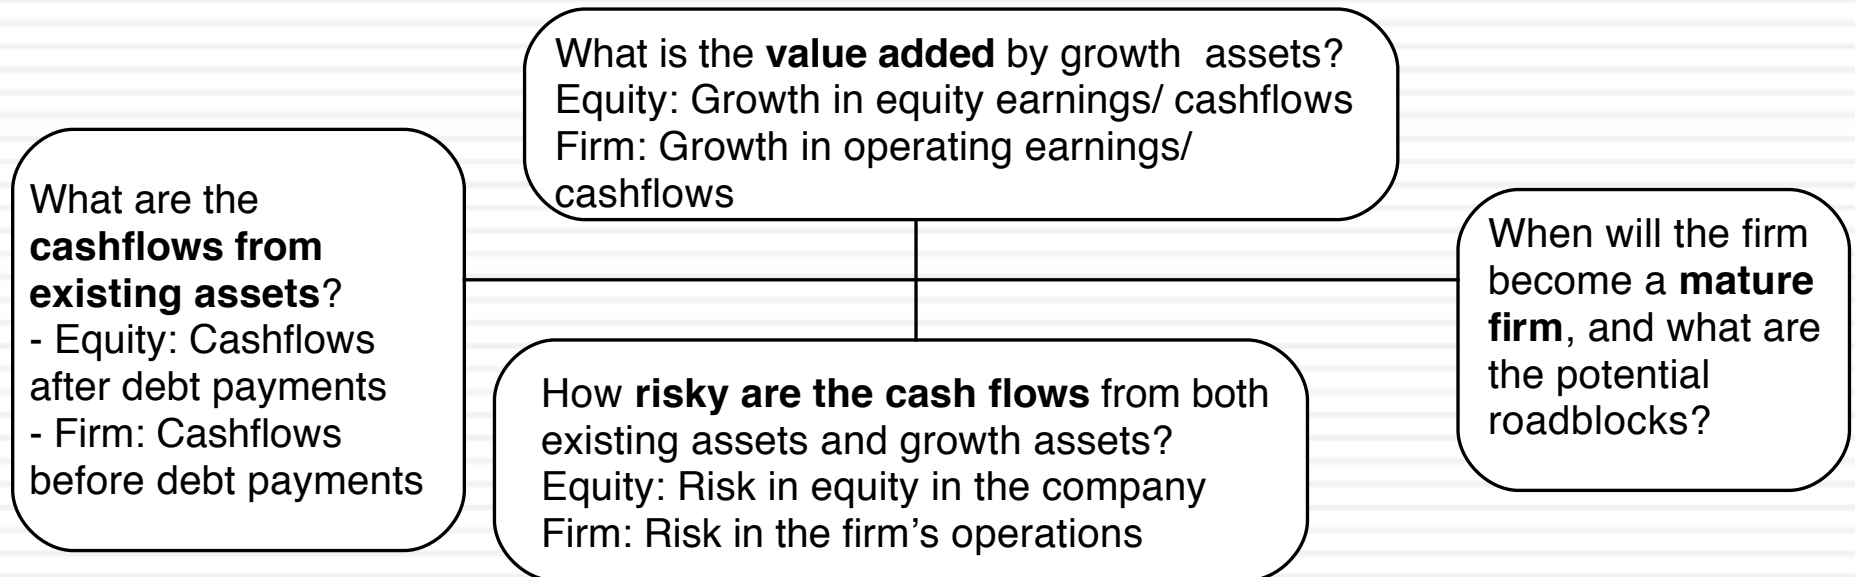 What is the value added by growth  assets?
Equity: Growth in equity earnings/ cashflows
Firm: Growth in operating earnings/
cashflows
What are the
cashflows from
existing assets?
- Equity: Cashflows
after debt payments
- Firm: Cashflows
before debt payments
How risky are the cash flows from both
existing assets and growth assets?
Equity: Risk in equity in the company
Firm: Risk in the firm’s operations
When will the firm
become a mature
firm, and what are
the potential
roadblocks?